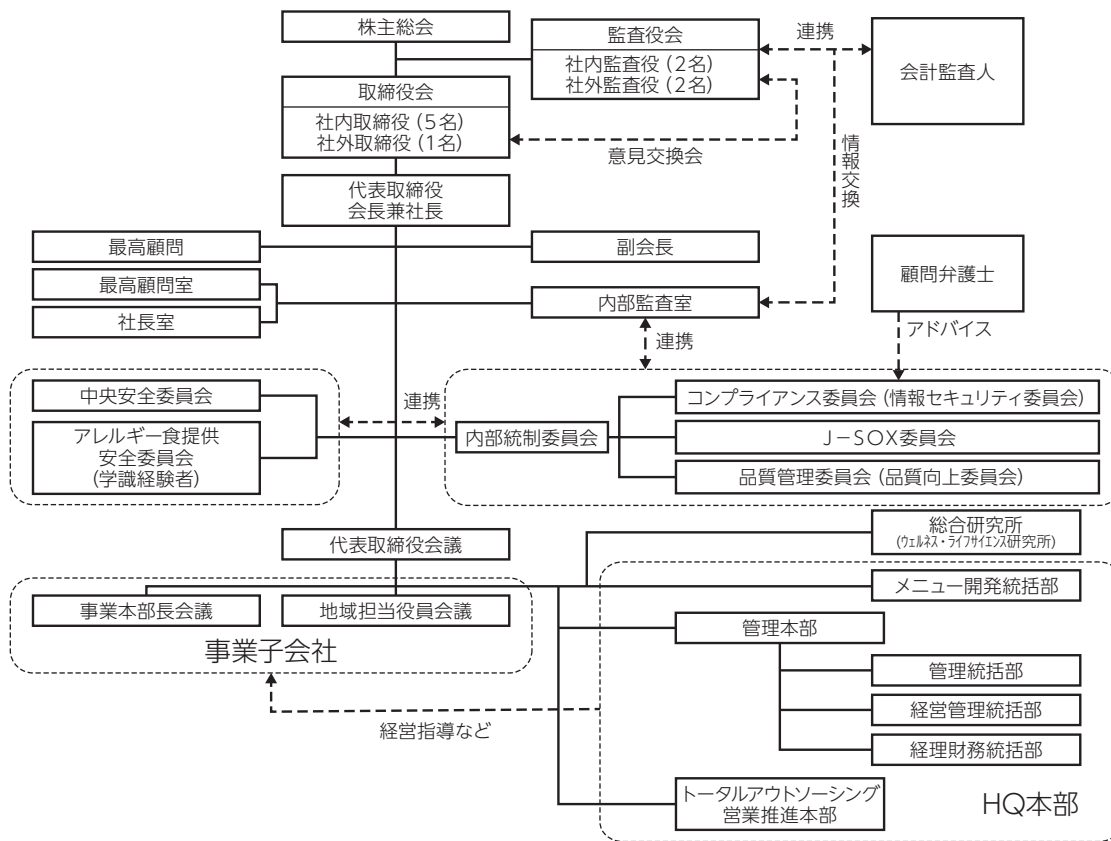 株主総会
監査役会
社内監査役 (2名)
社外監査役 (2名)
連携
会計監査人
取締役会
社内取締役 (5名)
社外取締役 (1名)
意見交換会
情報交換
代表取締役
会長兼社長
最高顧問
副会長
顧問弁護士
最高顧問室
社長室
内部監査室
連携
アドバイス
中央安全委員会
アレルギー食提供
安全委員会
(学識経験者)
連携
内部統制委員会
コンプライアンス委員会 (情報セキュリティ委員会)
J−SOX委員会
品質管理委員会 (品質向上委員会)
代表取締役会議
総合研究所
(ウェルネス・ライフサイエンス研究所)
事業本部長会議
地域担当役員会議
事業子会社
メニュー開発統括部
管理本部
管理統括部
経営管理統括部
経理財務統括部
経営指導など
トータルアウトソーシング
営業推進本部
HQ本部